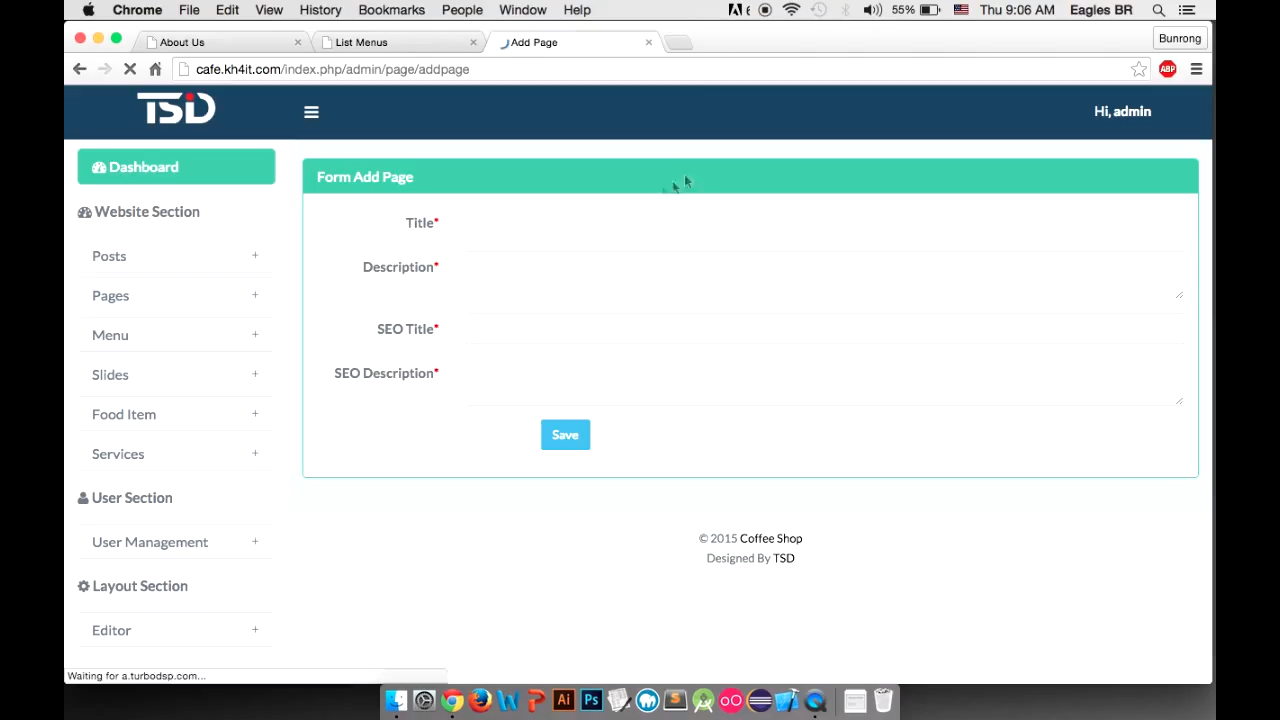 Chrome File Edit View History Bookmarks People Window Help 55% Thu 9:06 AM Eagles BR
About Us List Menus Add Page Bunrong
cafe.kh4it.com/index.php/admin/page/addpage ABP
TSD Hi, admin
Dashboard
Website Section
Posts +
Pages +
Menu +
Slides +
Food Item +
Services +
User Section
User Management +
Layout Section
Editor +
Form Add Page
Title*
Description*
SEO Title*
SEO Description*
Save
© 2015 Coffee Shop
Designed By TSD
Waiting for a.turbodsp.com...
W P Ai Ps S